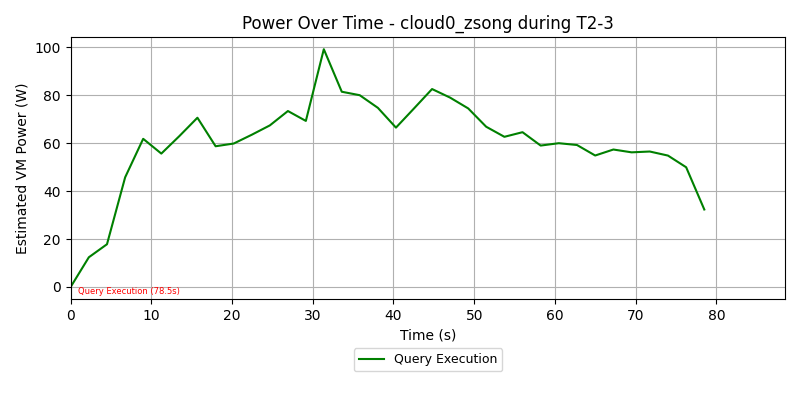 Power Over Time - cloud0_zsong during T2-3
Estimated VM Power (W)
100
80
60
40
20
0
Query Execution (78.5s)
0 10 20 30 40 50 60 70 80
Time (s)
Query Execution